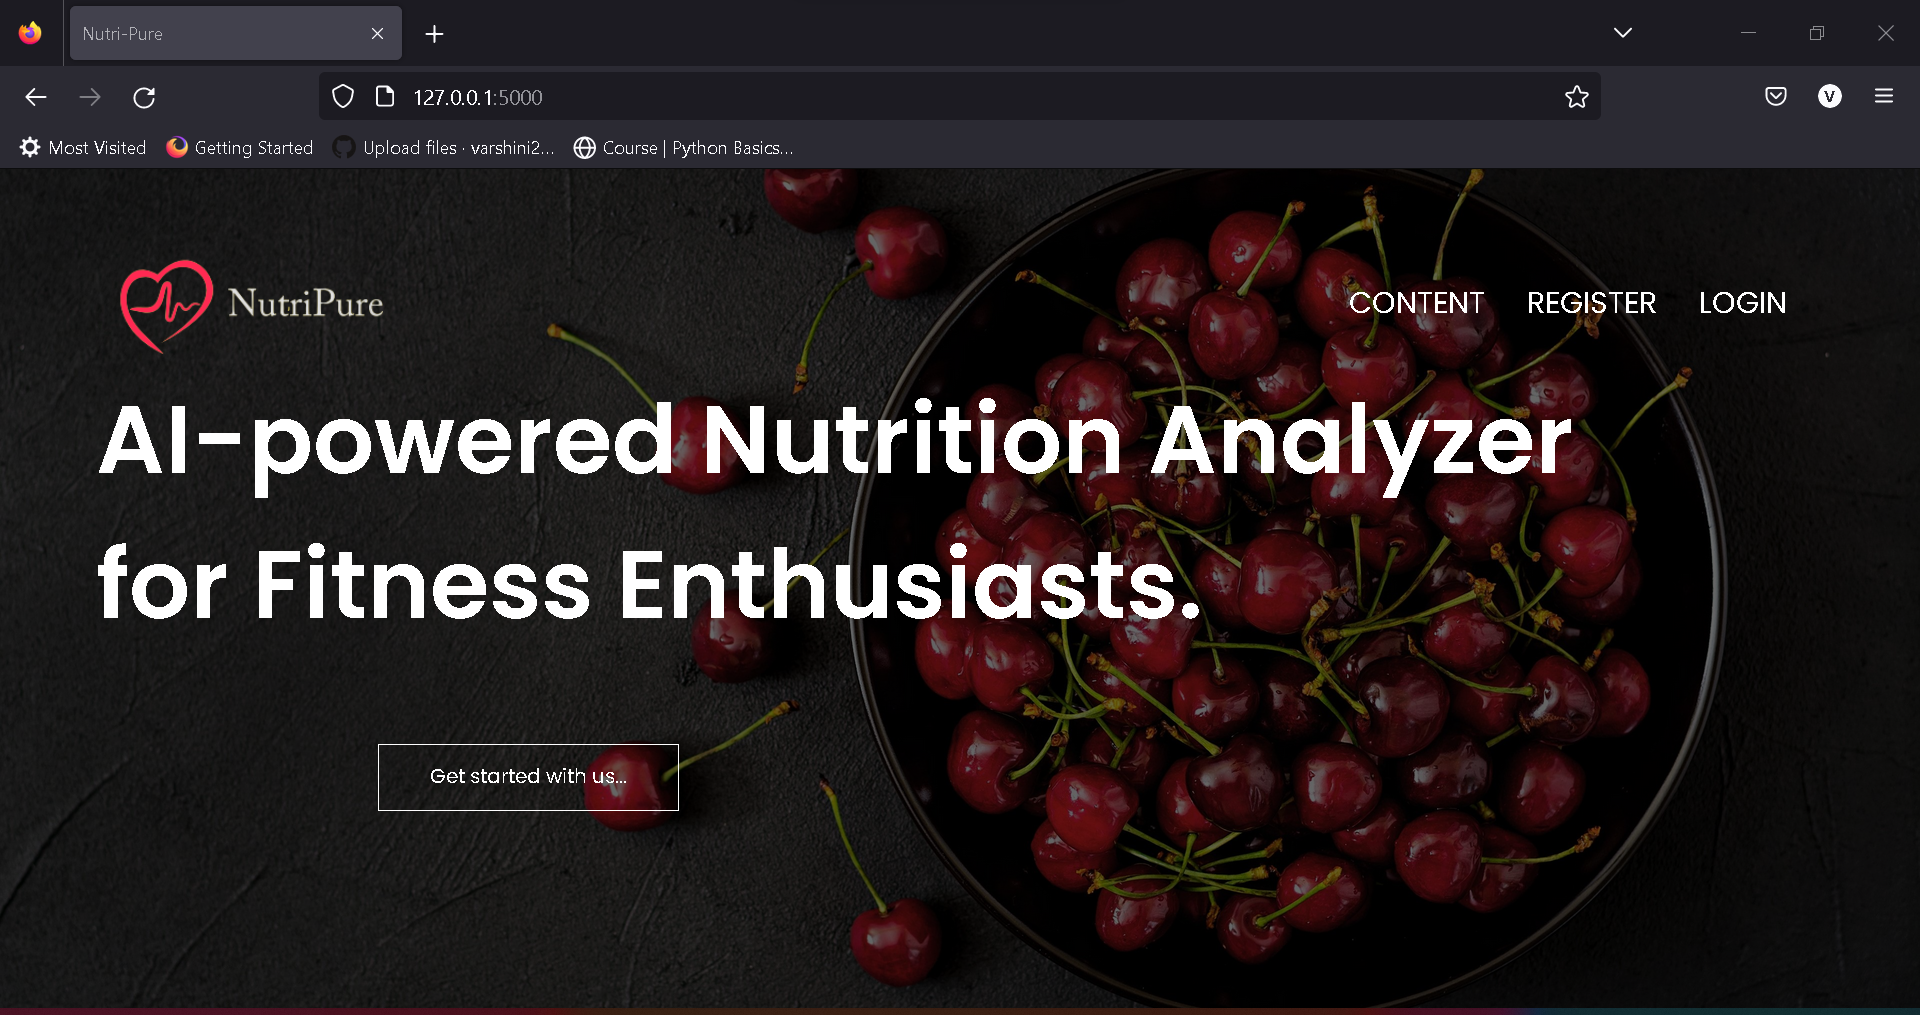 Nutri-Pure
127.0.0.1:5000
V
Most Visited
Getting Started
Upload files · varshini2...
Course | Python Basics...
NutriPure
CONTENT
REGISTER
LOGIN
AI-powered Nutrition Analyzer
for Fitness Enthusiasts.
Get started with us...